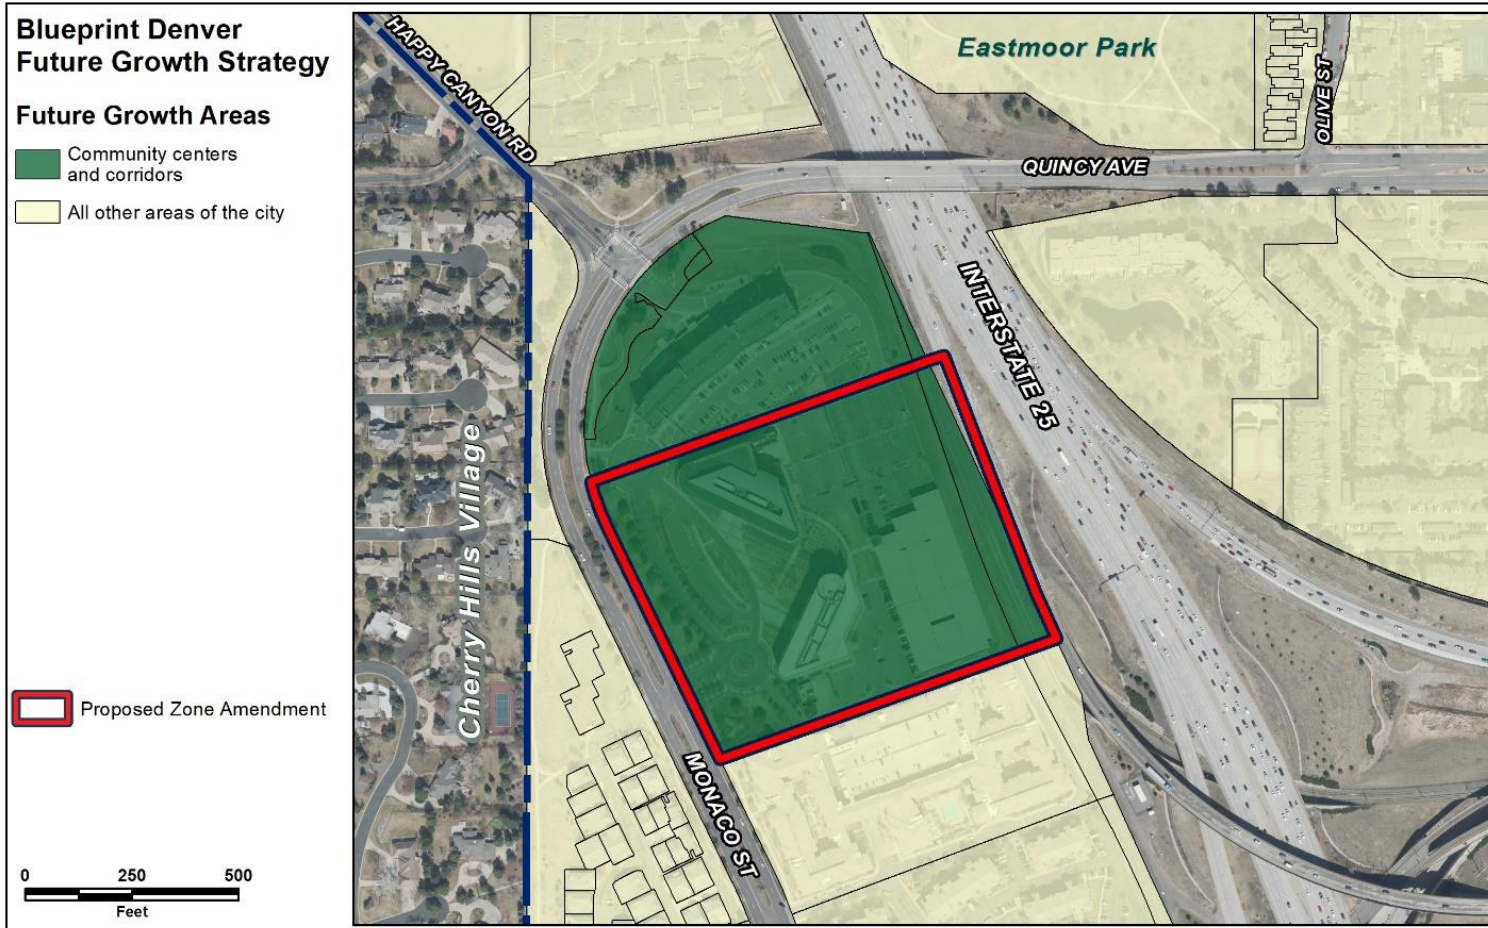 Blueprint Denver
Future Growth Strategy
Future Growth Areas
Community centers
and corridors
All other areas of the city
Proposed Zone Amendment
0 250 500
Feet
HAPPY CANYON RD
Eastmoor Park
OLIVE ST
QUINCY AVE
INTERSTATE 25
Cherry Hills Village
MONACO ST